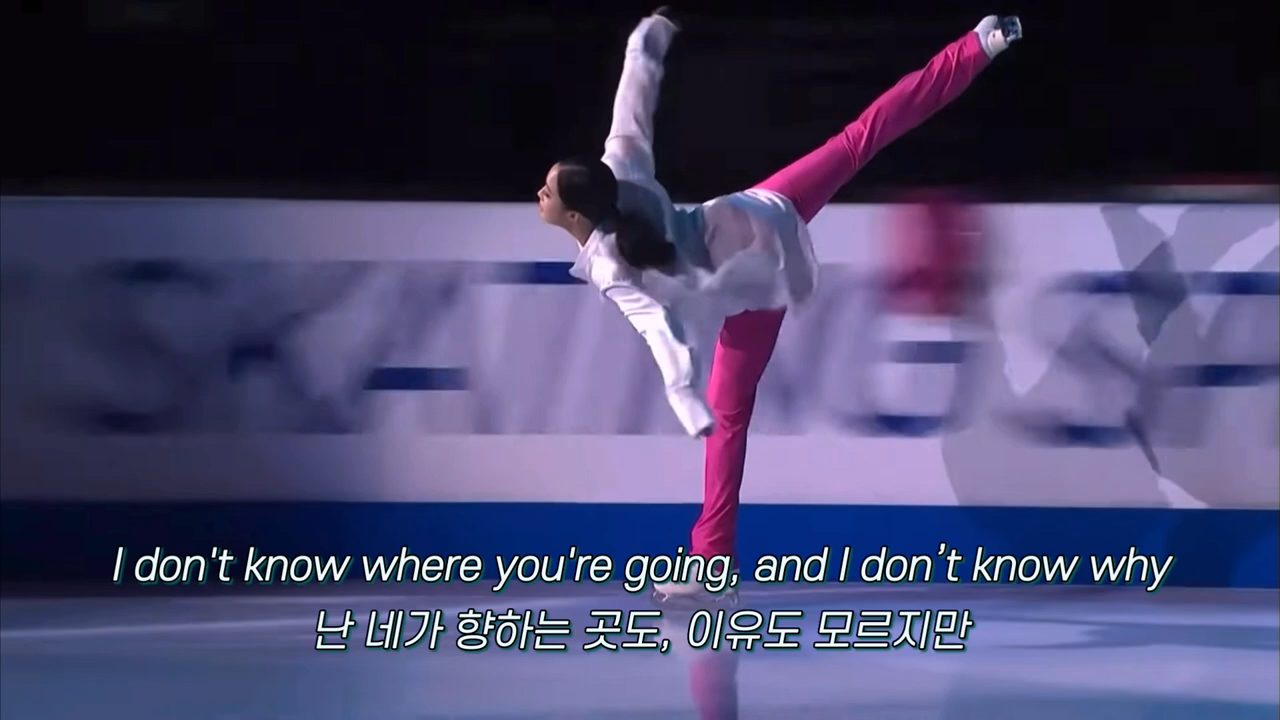 I don't know where you're going, and I don’t know why
난 네가 향하는 곳도, 이유도 모르지만